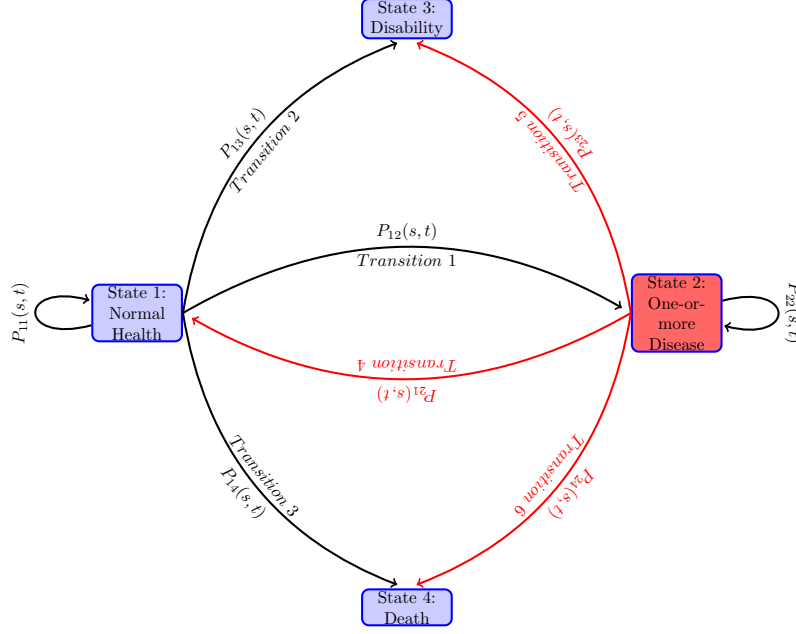 State 3:
Disability
P₁₃(s, t)
Transition 2
P₂₃(s, t)
Transition 5
P₁₂(s, t)
Transition 1
P₁₁(s, t)
State 1:
Normal
Health
State 2:
One-or-
more
Disease
P₂₂(s, t)
Transition 4
P₂₁(s, t)
Transition 3
P₁₄(s, t)
Transition 6
P₂₄(s, t)
State 4:
Death